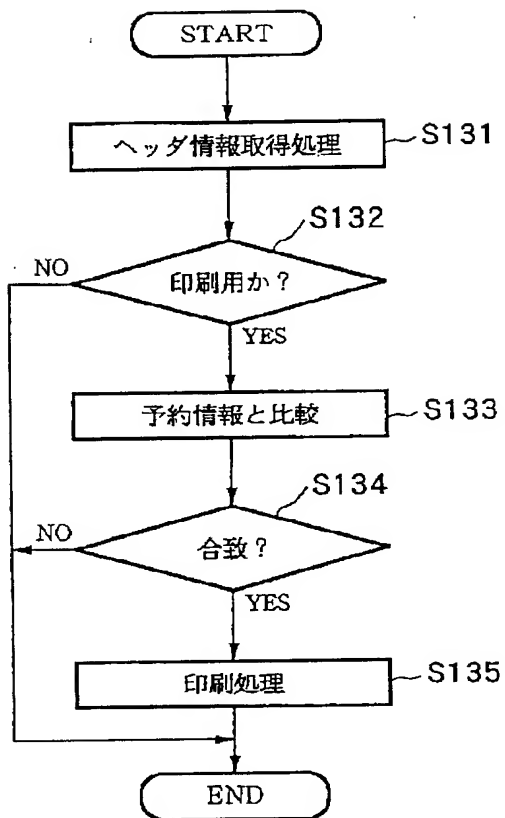 START
ヘッダ情報取得処理
S131
S132
NO
印刷用か？
YES
予約情報と比較
S133
S134
NO
合致？
YES
印刷処理
S135
END